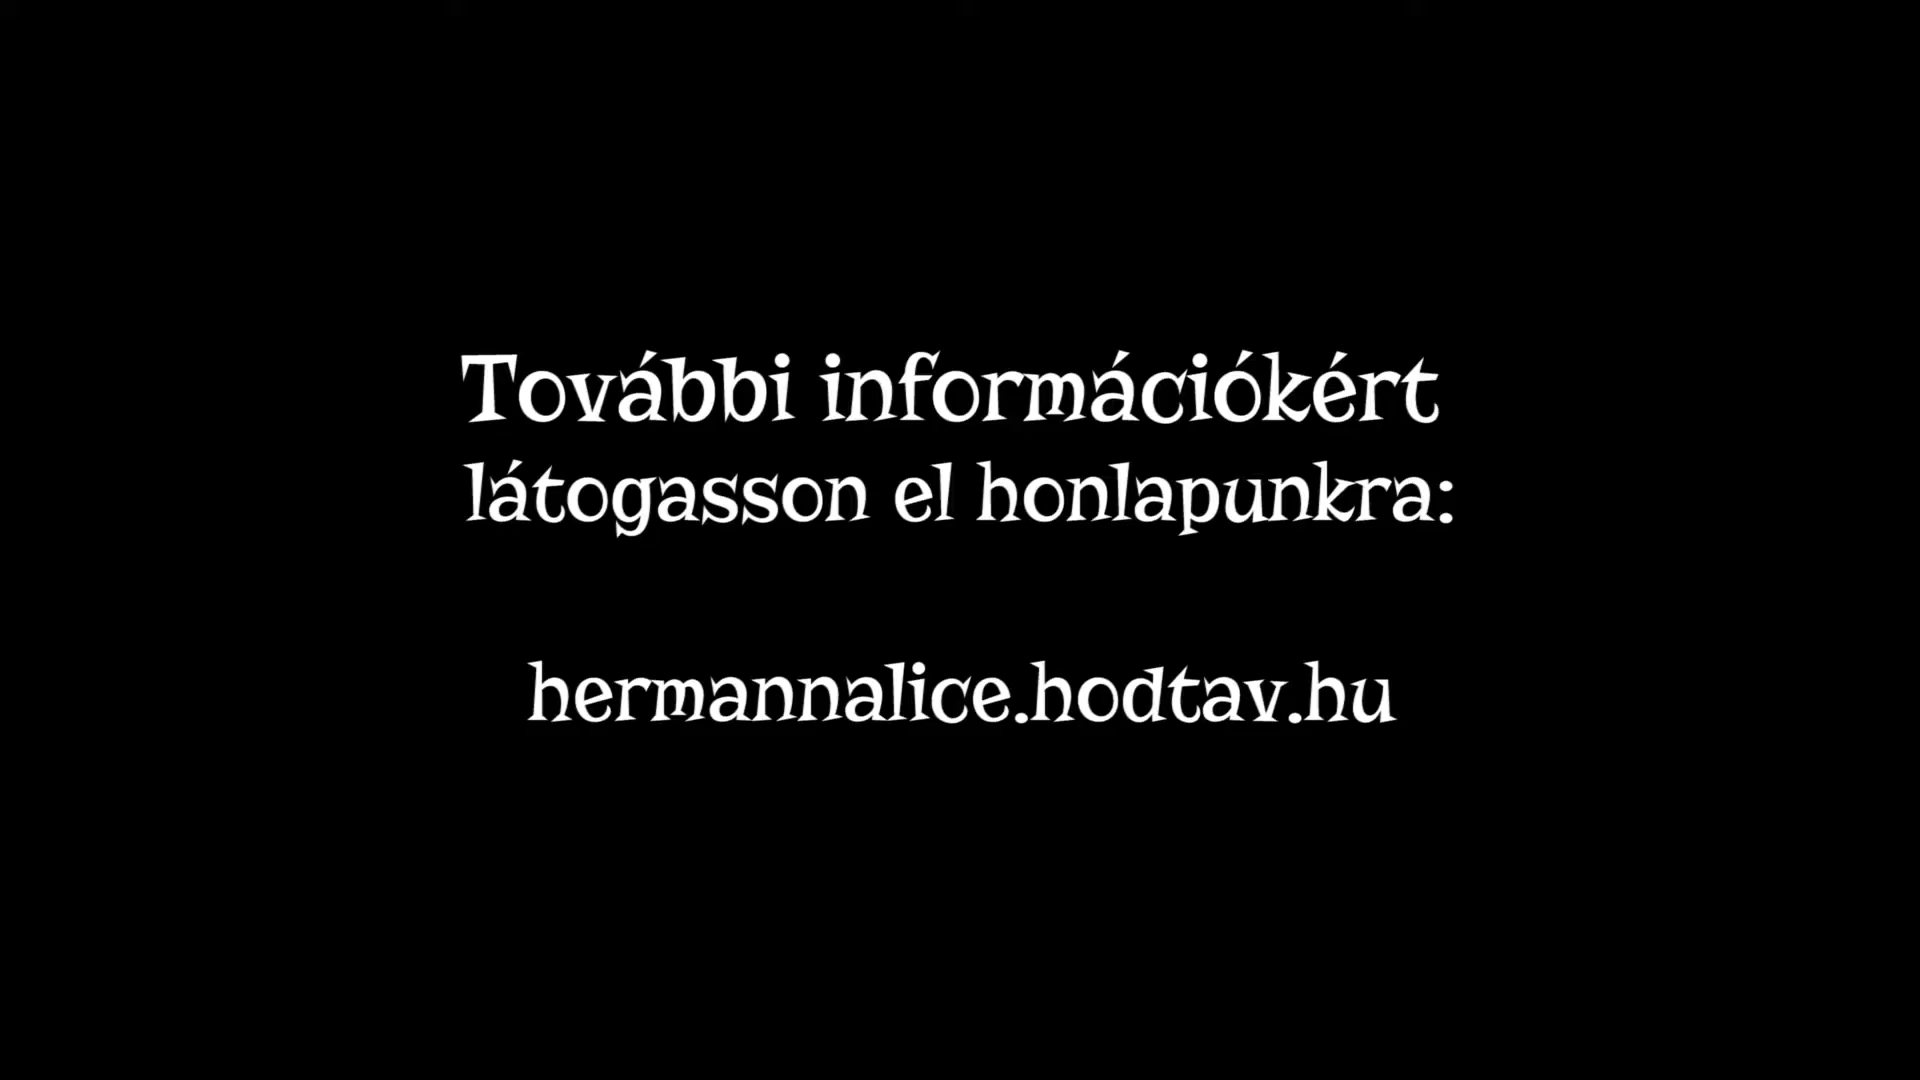 További információkért
látogasson el honlapunkra:
hermannalice.hodtav.hu